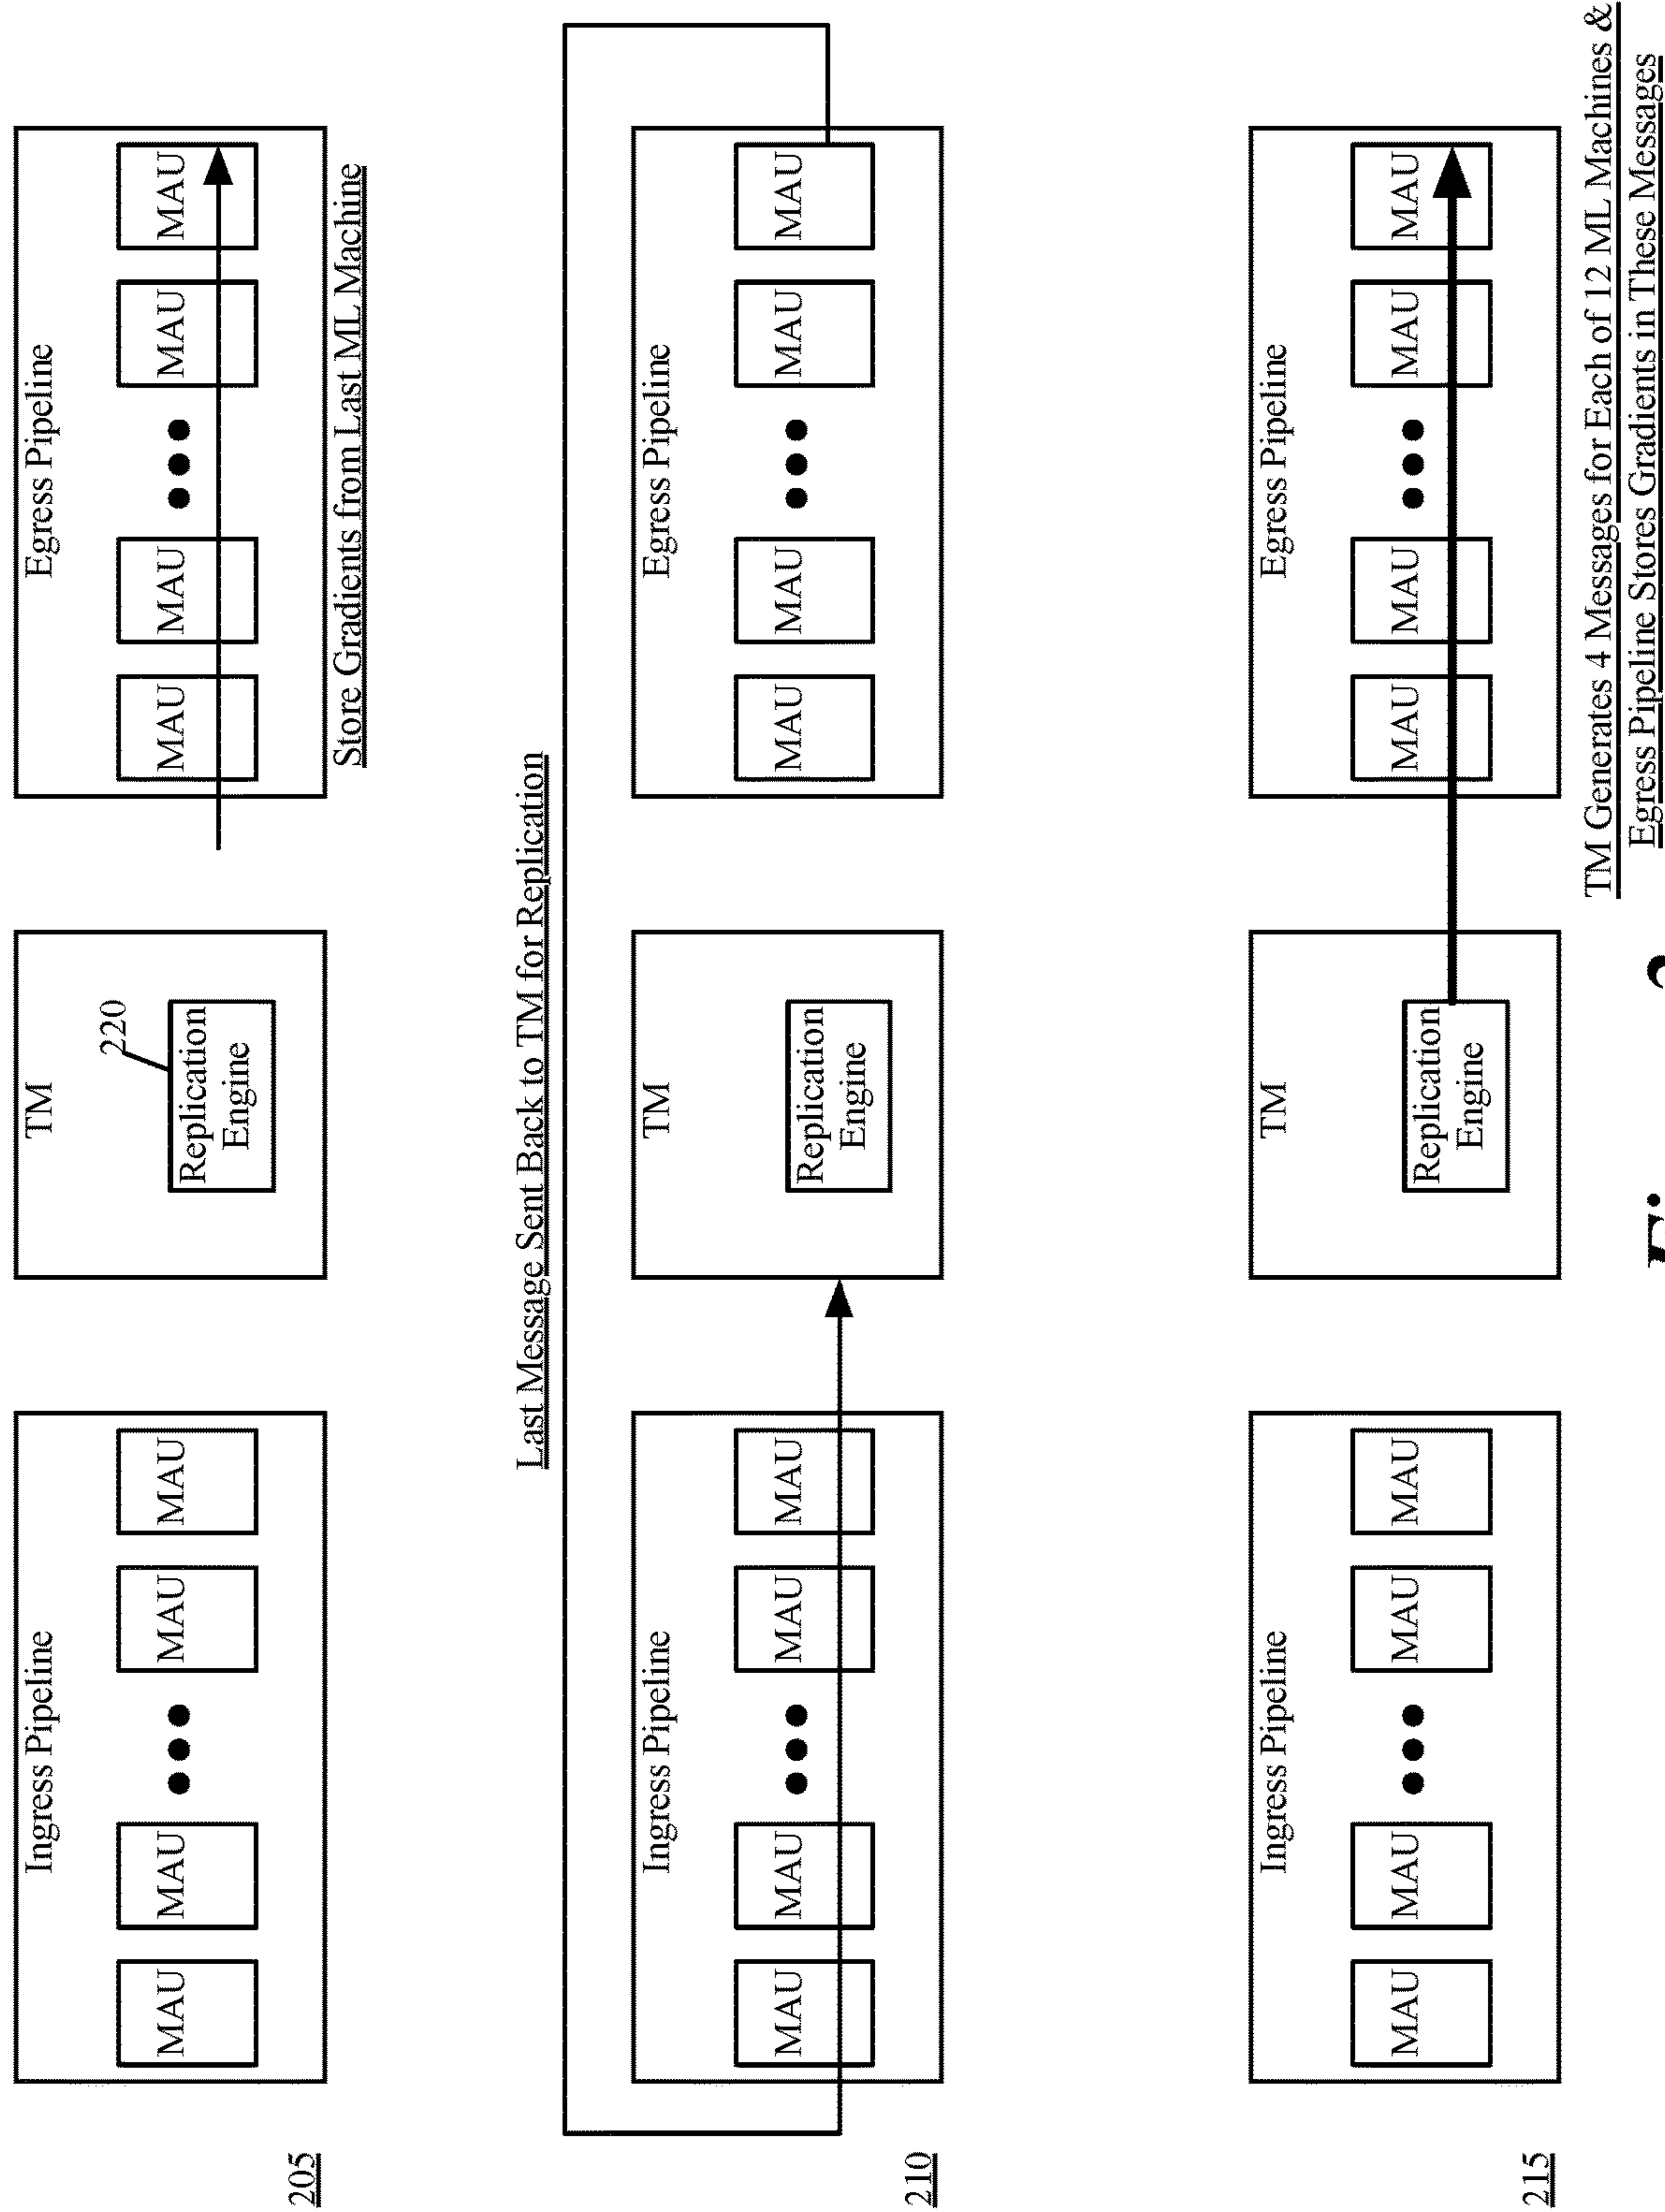 Ingress Pipeline
TM
Egress Pipeline
MAU
MAU
MAU
MAU
220
Replication
Engine
MAU
MAU
MAU
MAU
205
Store Gradients from Last ML Machine
Last Message Sent Back to TM for Replication
Ingress Pipeline
TM
Egress Pipeline
MAU
MAU
MAU
MAU
Replication
Engine
MAU
MAU
MAU
MAU
210
Ingress Pipeline
TM
Egress Pipeline
MAU
MAU
MAU
MAU
Replication
Engine
MAU
MAU
MAU
MAU
215
TM Generates 4 Messages for Each of 12 ML Machines &
Egress Pipeline Stores Gradients in These Messages